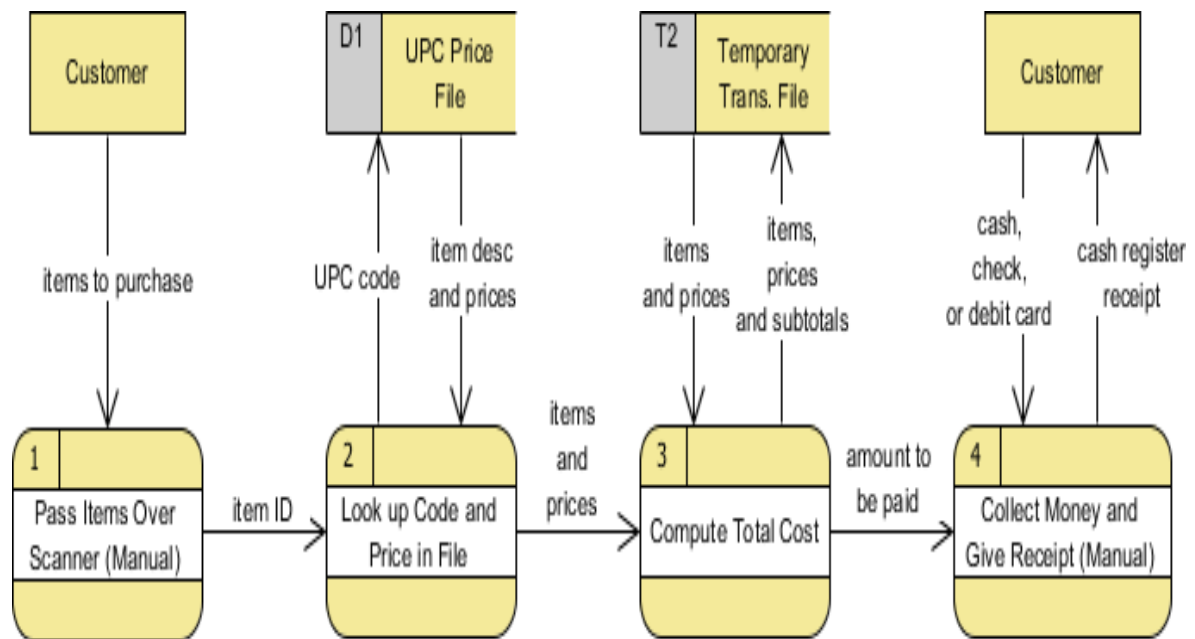 Customer
D1
UPC Price
File
T2
Temporary
Trans. File
Customer
items to purchase
UPC code
item desc
and prices
items
and prices
items,
prices
and subtotals
cash,
check,
or debit card
cash register
receipt
1
Pass Items Over
Scanner (Manual)
item ID
2
Look up Code and
Price in File
items
and
prices
3
Compute Total Cost
amount to
be paid
4
Collect Money and
Give Receipt (Manual)